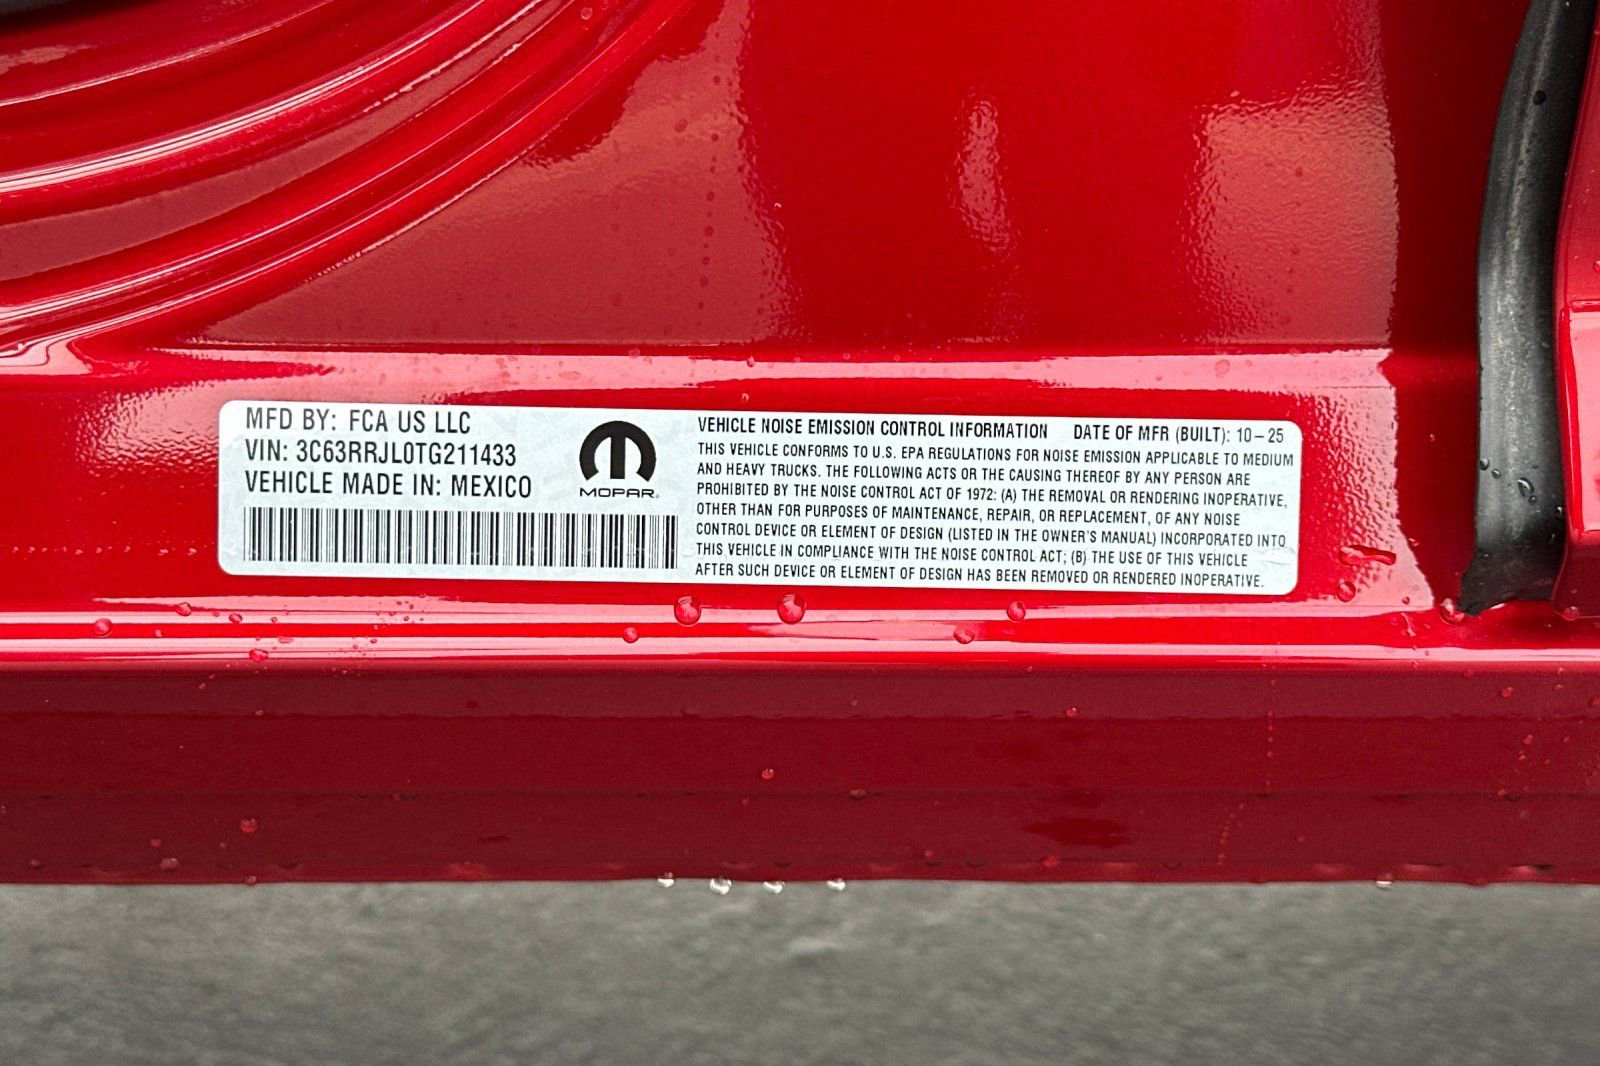 MFD BY: FCA US LLC
VIN: 3C63RRJL0TG211433
VEHICLE MADE IN: MEXICO
MOPAR®
VEHICLE NOISE EMISSION CONTROL INFORMATION DATE OF MFR (BUILT): 10-25
THIS VEHICLE CONFORMS TO U.S. EPA REGULATIONS FOR NOISE EMISSION APPLICABLE TO MEDIUM
AND HEAVY TRUCKS. THE FOLLOWING ACTS OR THE CAUSING THEREOF BY ANY PERSON ARE
PROHIBITED BY THE NOISE CONTROL ACT OF 1972: (A) THE REMOVAL OR RENDERING INOPERATIVE,
OTHER THAN FOR PURPOSES OF MAINTENANCE, REPAIR, OR REPLACEMENT, OF ANY NOISE
CONTROL DEVICE OR ELEMENT OF DESIGN (LISTED IN THE OWNER'S MANUAL) INCORPORATED INTO
THIS VEHICLE IN COMPLIANCE WITH THE NOISE CONTROL ACT; (B) THE USE OF THIS VEHICLE
AFTER SUCH DEVICE OR ELEMENT OF DESIGN HAS BEEN REMOVED OR RENDERED INOPERATIVE.